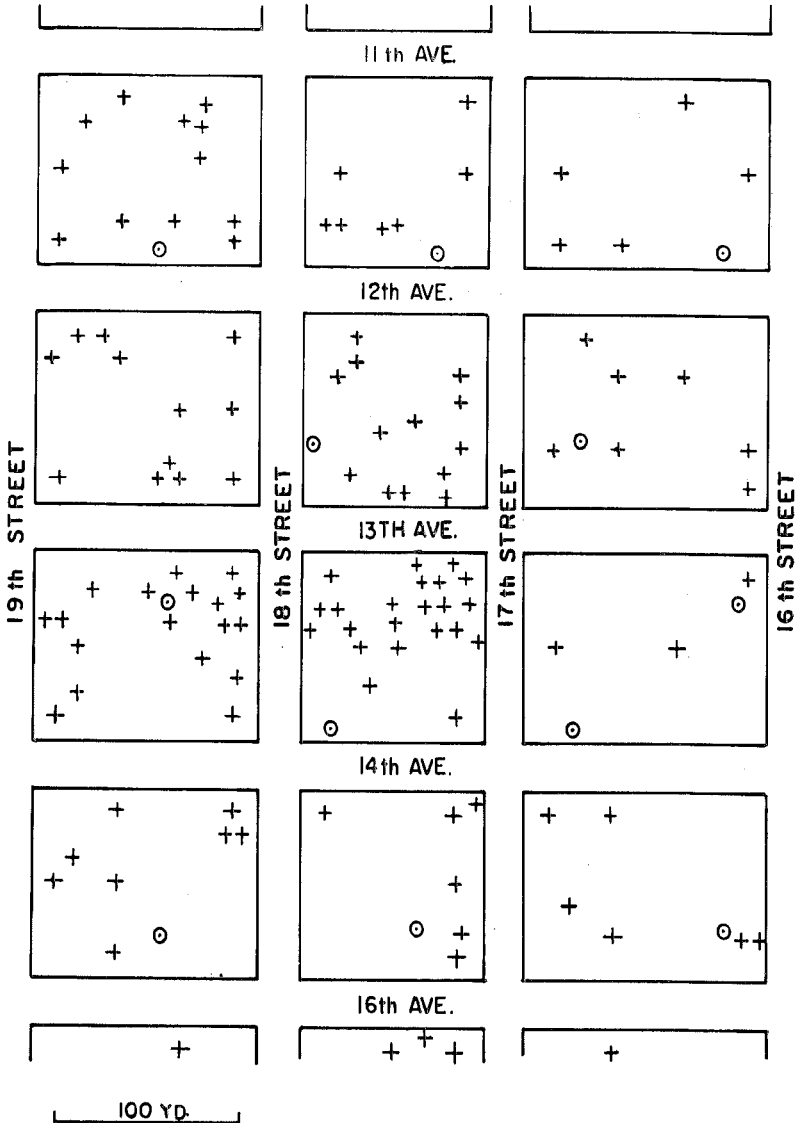 11th AVE.
12th AVE.
19th STREET
18th STREET
17th STREET
16th STREET
13TH AVE.
14th AVE.
16th AVE.
100 YD.